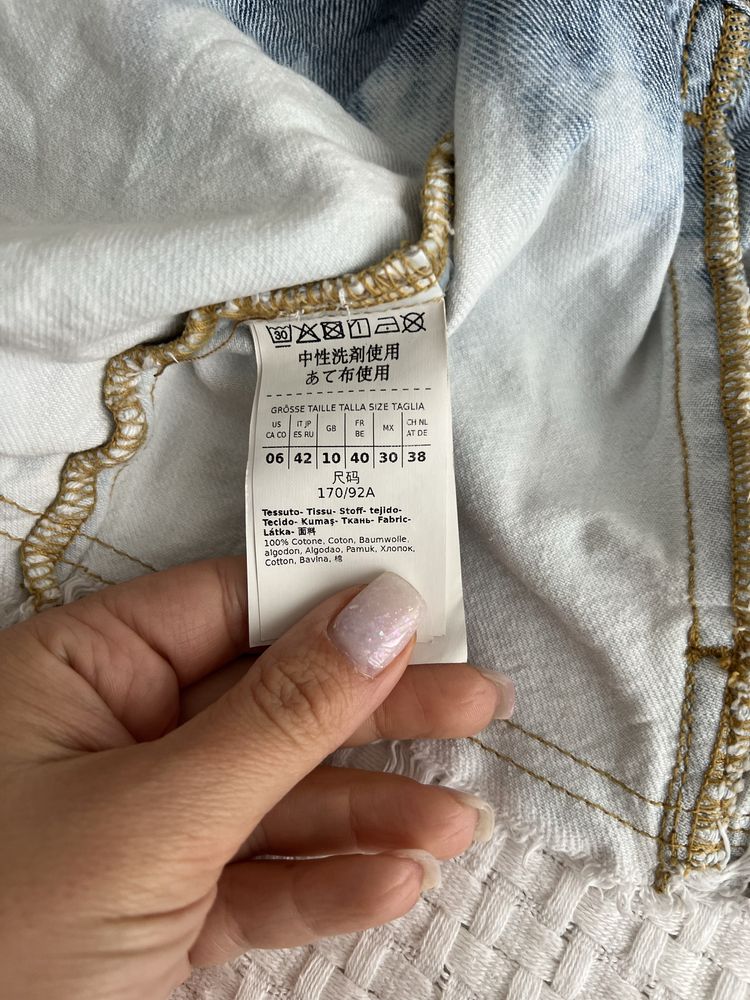 30
中性洗剤使用
あて布使用
GRÖSSE TAILLE TALLA SIZE TAGLIA
US CA CO IT JP ES RU GB FR BE MX CH NL AT DE
06 42 10 40 30 38
尺码
170/92A
Tessuto- Tissu- Stoff- tejido-
Tecido- Kumaş- Ткань- Fabric-
Látka- 面料
100% Cotone, Coton, Baumwolle,
algodon, Algodao, Pamuk, Хлопок,
Cotton, Bavlna, 棉